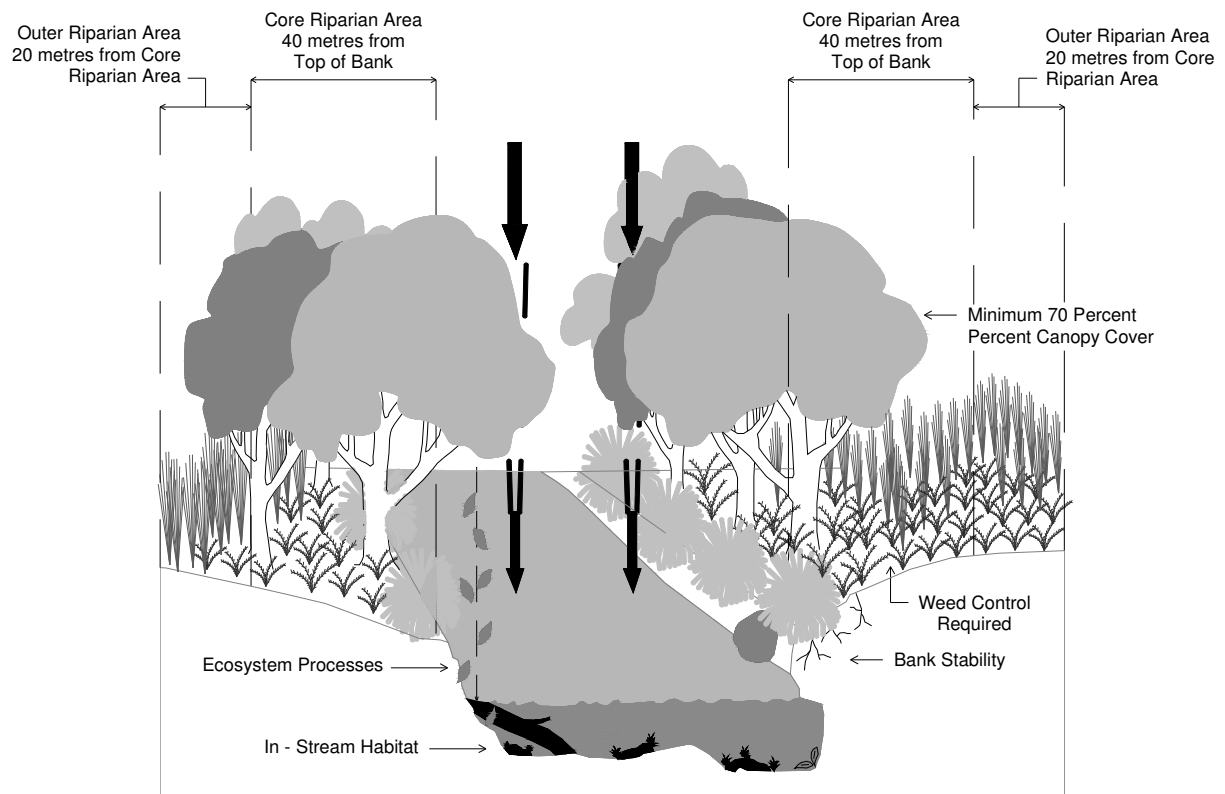 Outer Riparian Area
20 metres from Core
Riparian Area
Core Riparian Area
40 metres from
Top of Bank
Core Riparian Area
40 metres from
Top of Bank
Outer Riparian Area
20 metres from Core
Riparian Area
Minimum 70 Percent
Percent Canopy Cover
Weed Control
Required
Bank Stability
Ecosystem Processes
In - Stream Habitat